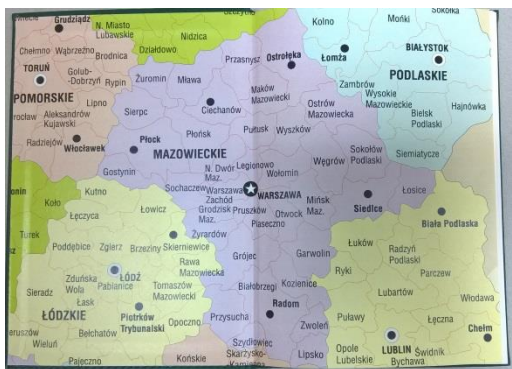 Grudziądz
N. Miasto
Lubawskie
Nidzica
Kolno
Mońki
Sokółka
Chełmno
Wąbrzeźno
Brodnica
Działdowo
Przasnysz
Ostrołęka
Łomża
BIAŁYSTOK
TORUŃ
Golub-
-Dobrzyń
Rypin
Żuromin
Mława
PODLASKIE
POMORSKIE
Lipno
Maków
Mazowiecki
Zambrów
Wysokie
Mazowieckie
Hajnówka
Aleksandrów
Kujawski
Sierpc
Ciechanów
Ostrów
Mazowiecka
Bielsk
Podlaski
Radziejów
Włocławek
Płońsk
Pułtusk
Wyszków
Płock
MAZOWIECKIE
Sokołów
Podlaski
Siemiatycze
Gostynin
N. Dwór
Maz.
Legionowo
Wołomin
Węgrów
Kutno
Sochaczew
Warszawa
Zachód
WARSZAWA
Mińsk
Maz.
Siedlce
Łosice
Koło
Łęczyca
Łowicz
Grodzisk
Maz.
Pruszków
Otwock
Piaseczno
Biała Podlaska
Turek
Żyrardów
Poddębice
Zgierz
Brzeziny
Skierniewice
Grójec
Garwolin
Łuków
Radzyń
Podlaski
Rawa
Mazowiecka
ŁÓDŹ
Zduńska
Wola
Pabianice
Ryki
Parczew
Sieradz
Łask
Tomaszów
Mazowiecki
Białobrzegi
Kozienice
Lubartów
Włodawa
ŁÓDZKIE
Piotrków
Trybunalski
Opoczno
Przysucha
Radom
Puławy
Łęczna
Wieluń
Bełchatów
Zwoleń
Chełm
Pajęczno
Końskie
Szydłowiec
Skarżysko-
Lipsko
Opole
Lubelskie
LUBLIN
Bychawa
Świdnik